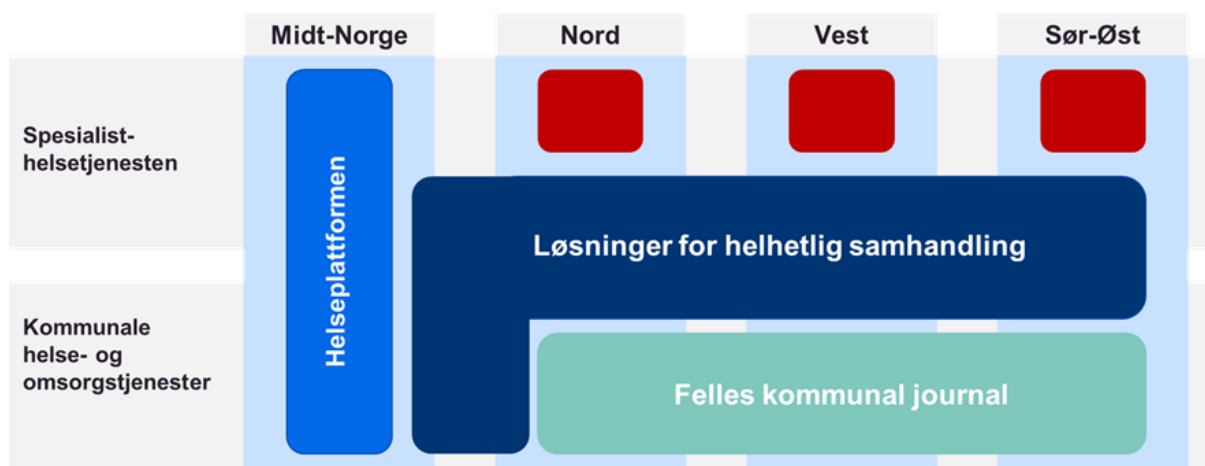 Midt-Norge
Nord
Vest
Sør-Øst
Spesialist-
helsetjenesten
Helseplattformen
Løsninger for helhetlig samhandling
Kommunale
helse- og
omsorgstjenester
Felles kommunal journal